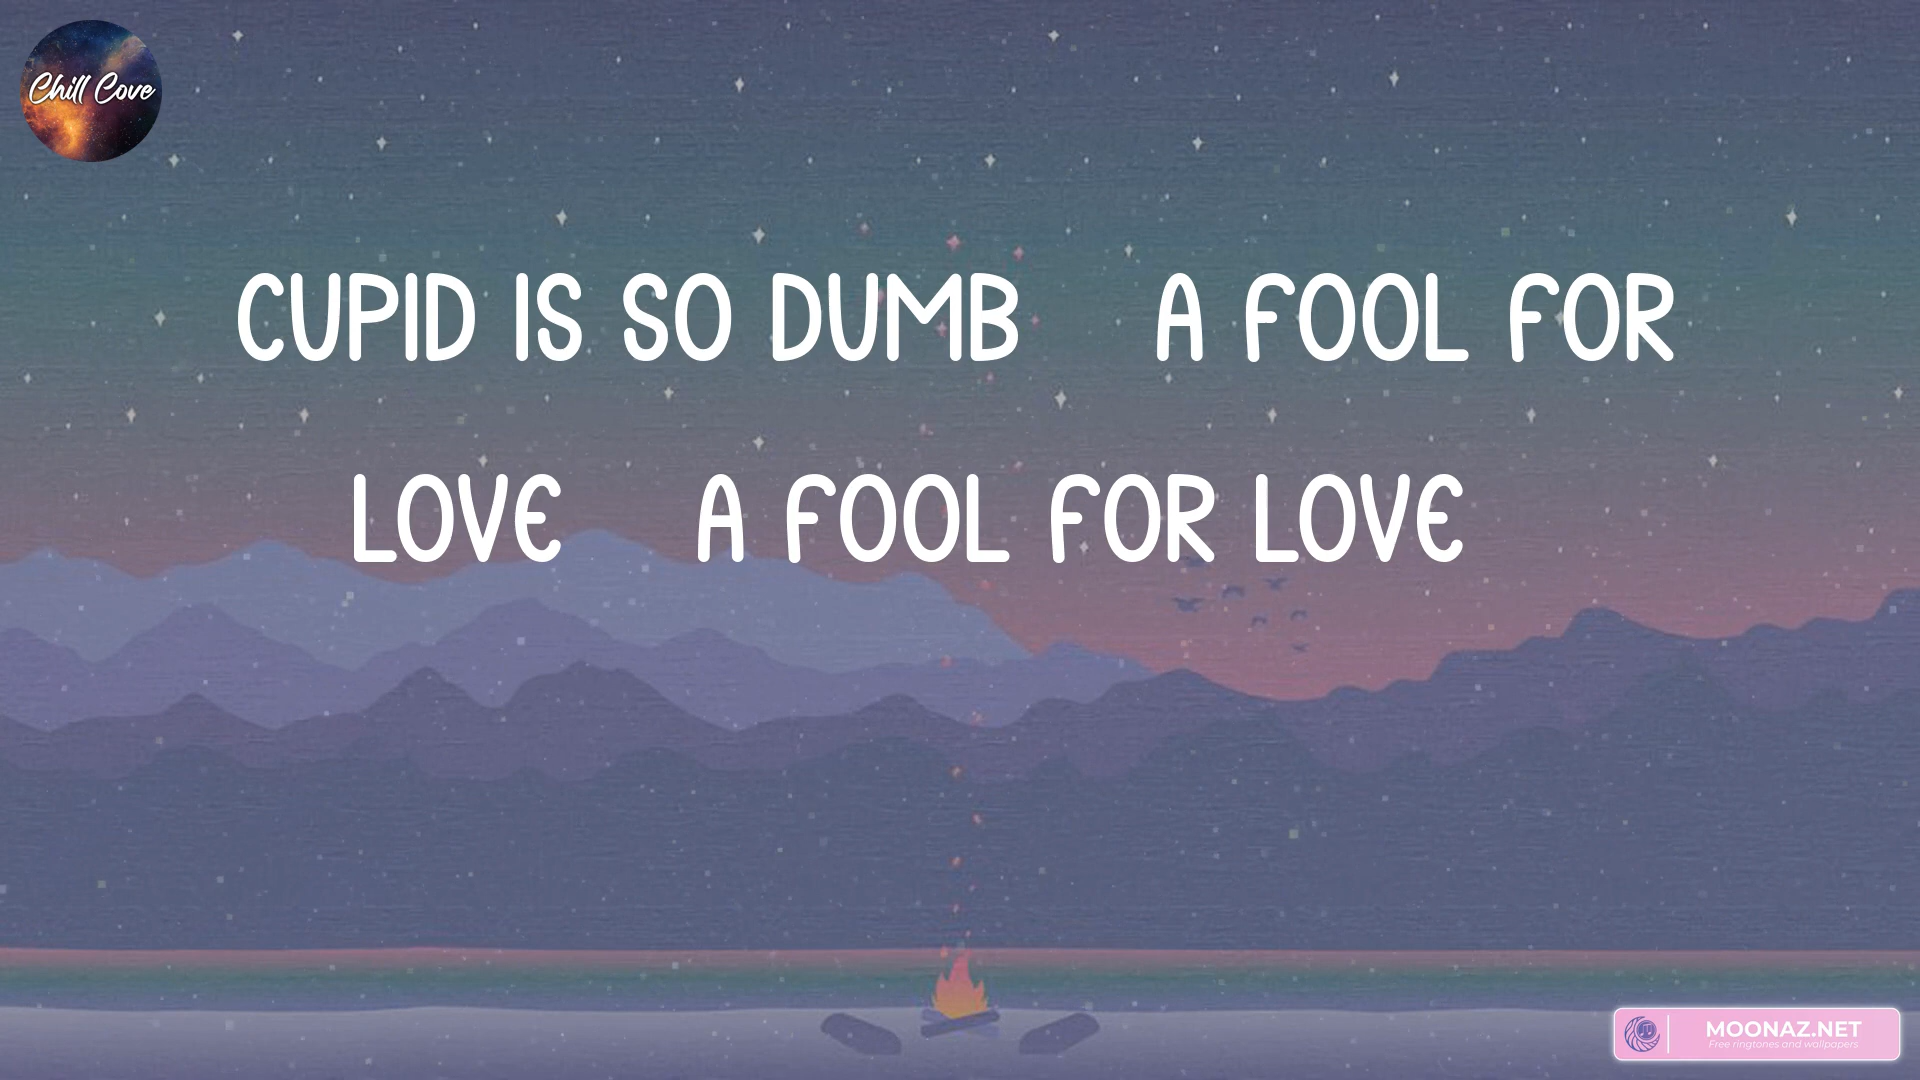 Chill Cove
CUPID IS SO DUMB A FOOL FOR
LOVE A FOOL FOR LOVE
MOONAZ.NET
Free ringtones and wallpapers